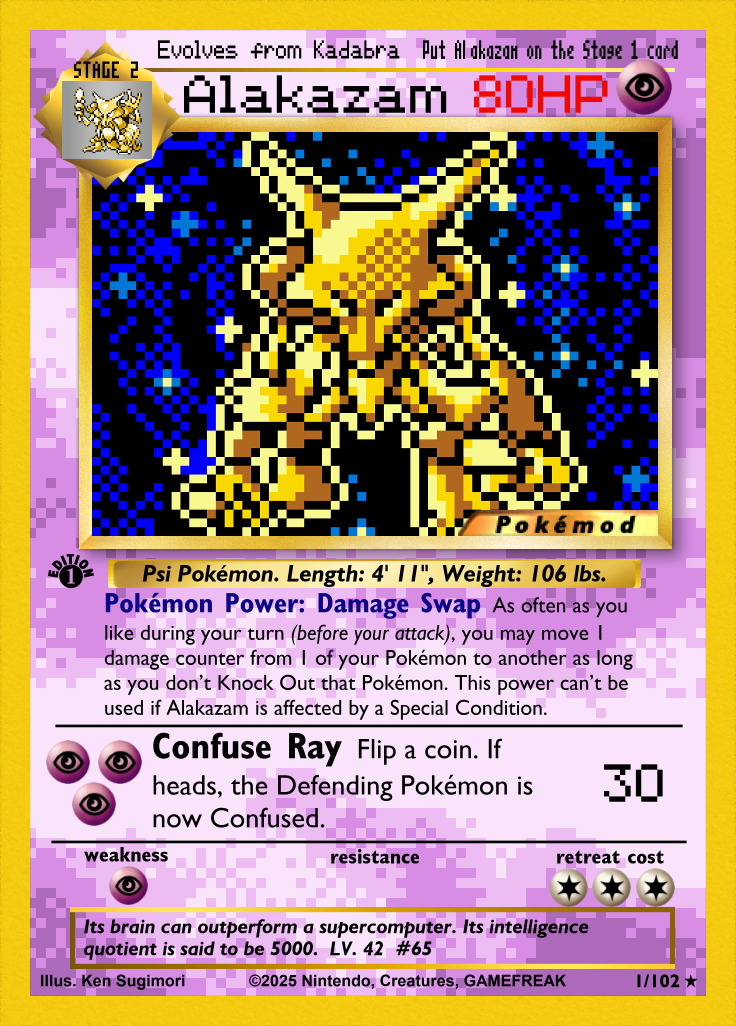 Evolves from Kadabra Put Alakazam on the Stage 1 card
STAGE 2
Alakazam 80HP
Pokémod
EDITION
1
Psi Pokémon. Length: 4' 11", Weight: 106 lbs.
Pokémon Power: Damage Swap As often as you
like during your turn (before your attack), you may move 1
damage counter from 1 of your Pokémon to another as long
as you don't Knock Out that Pokémon. This power can't be
used if Alakazam is affected by a Special Condition.
Confuse Ray Flip a coin. If
heads, the Defending Pokémon is
now Confused.
30
weakness resistance retreat cost
Its brain can outperform a supercomputer. Its intelligence
quotient is said to be 5000. LV. 42 #65
Illus. Ken Sugimori ©2025 Nintendo, Creatures, GAMEFREAK 1/102 ★